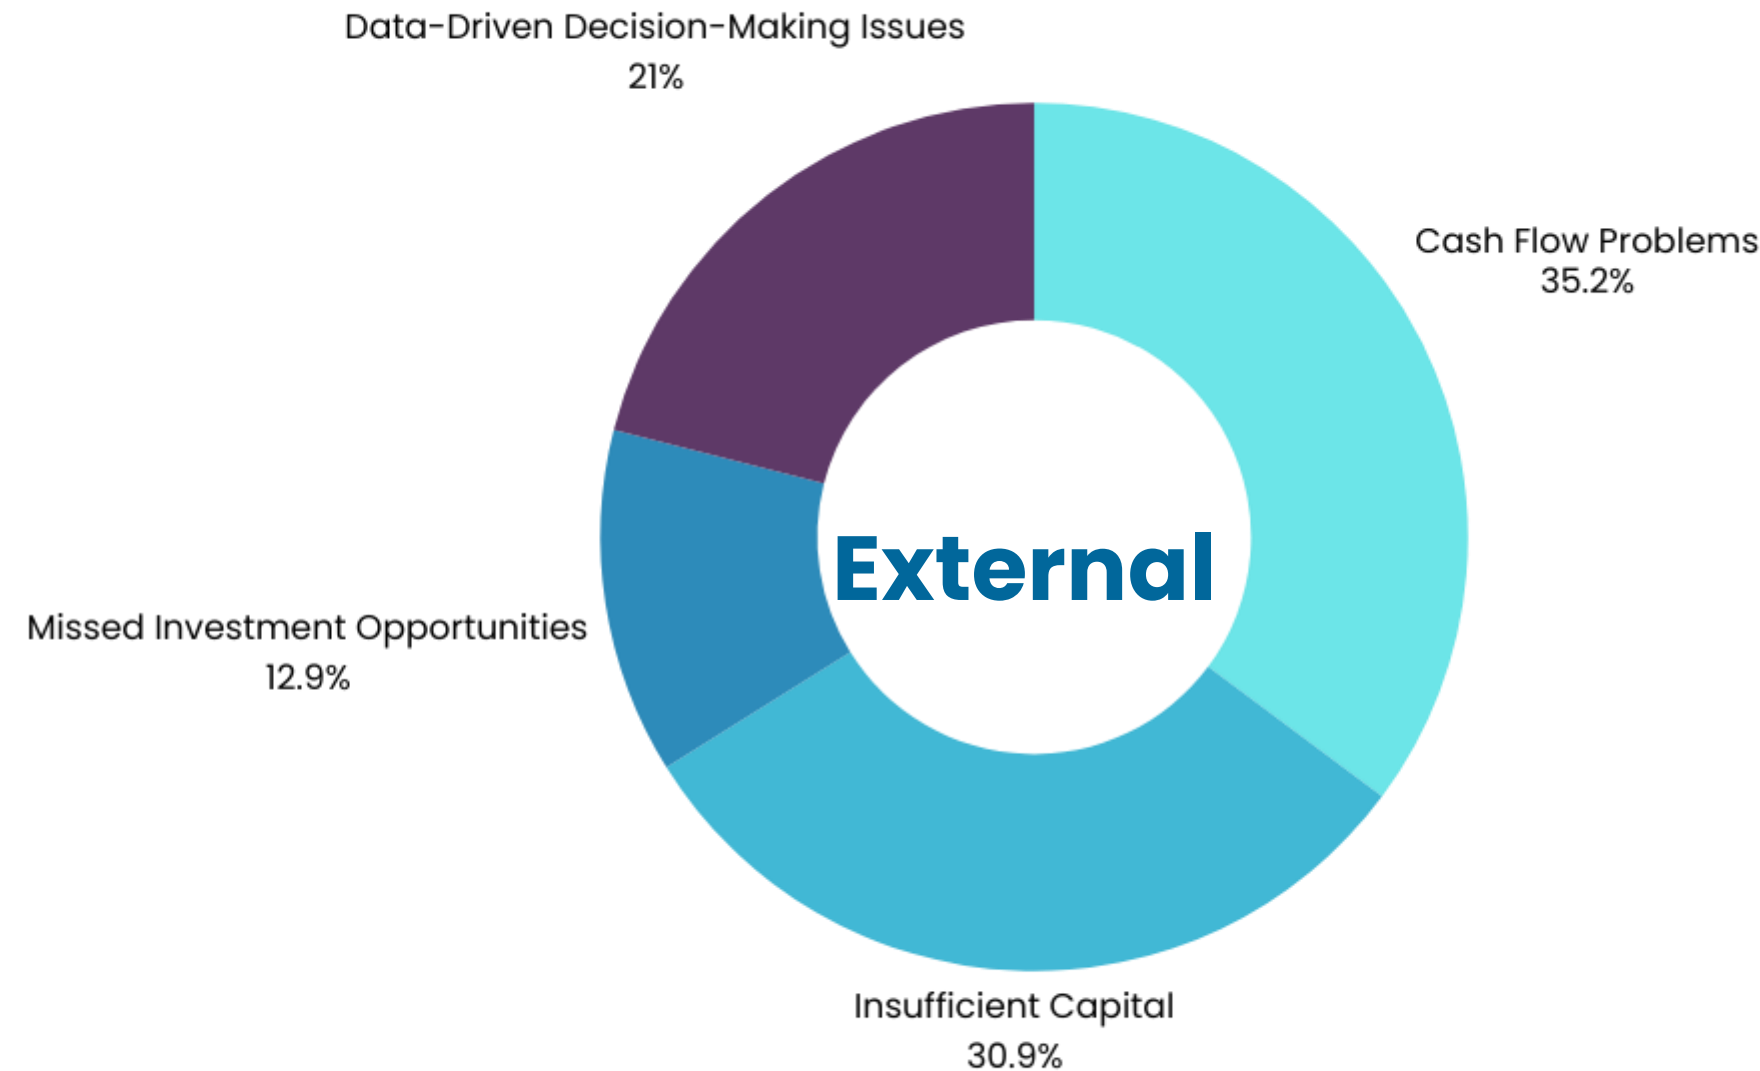 Data-Driven Decision-Making Issues
21%
Cash Flow Problems
35.2%
External
Missed Investment Opportunities
12.9%
Insufficient Capital
30.9%